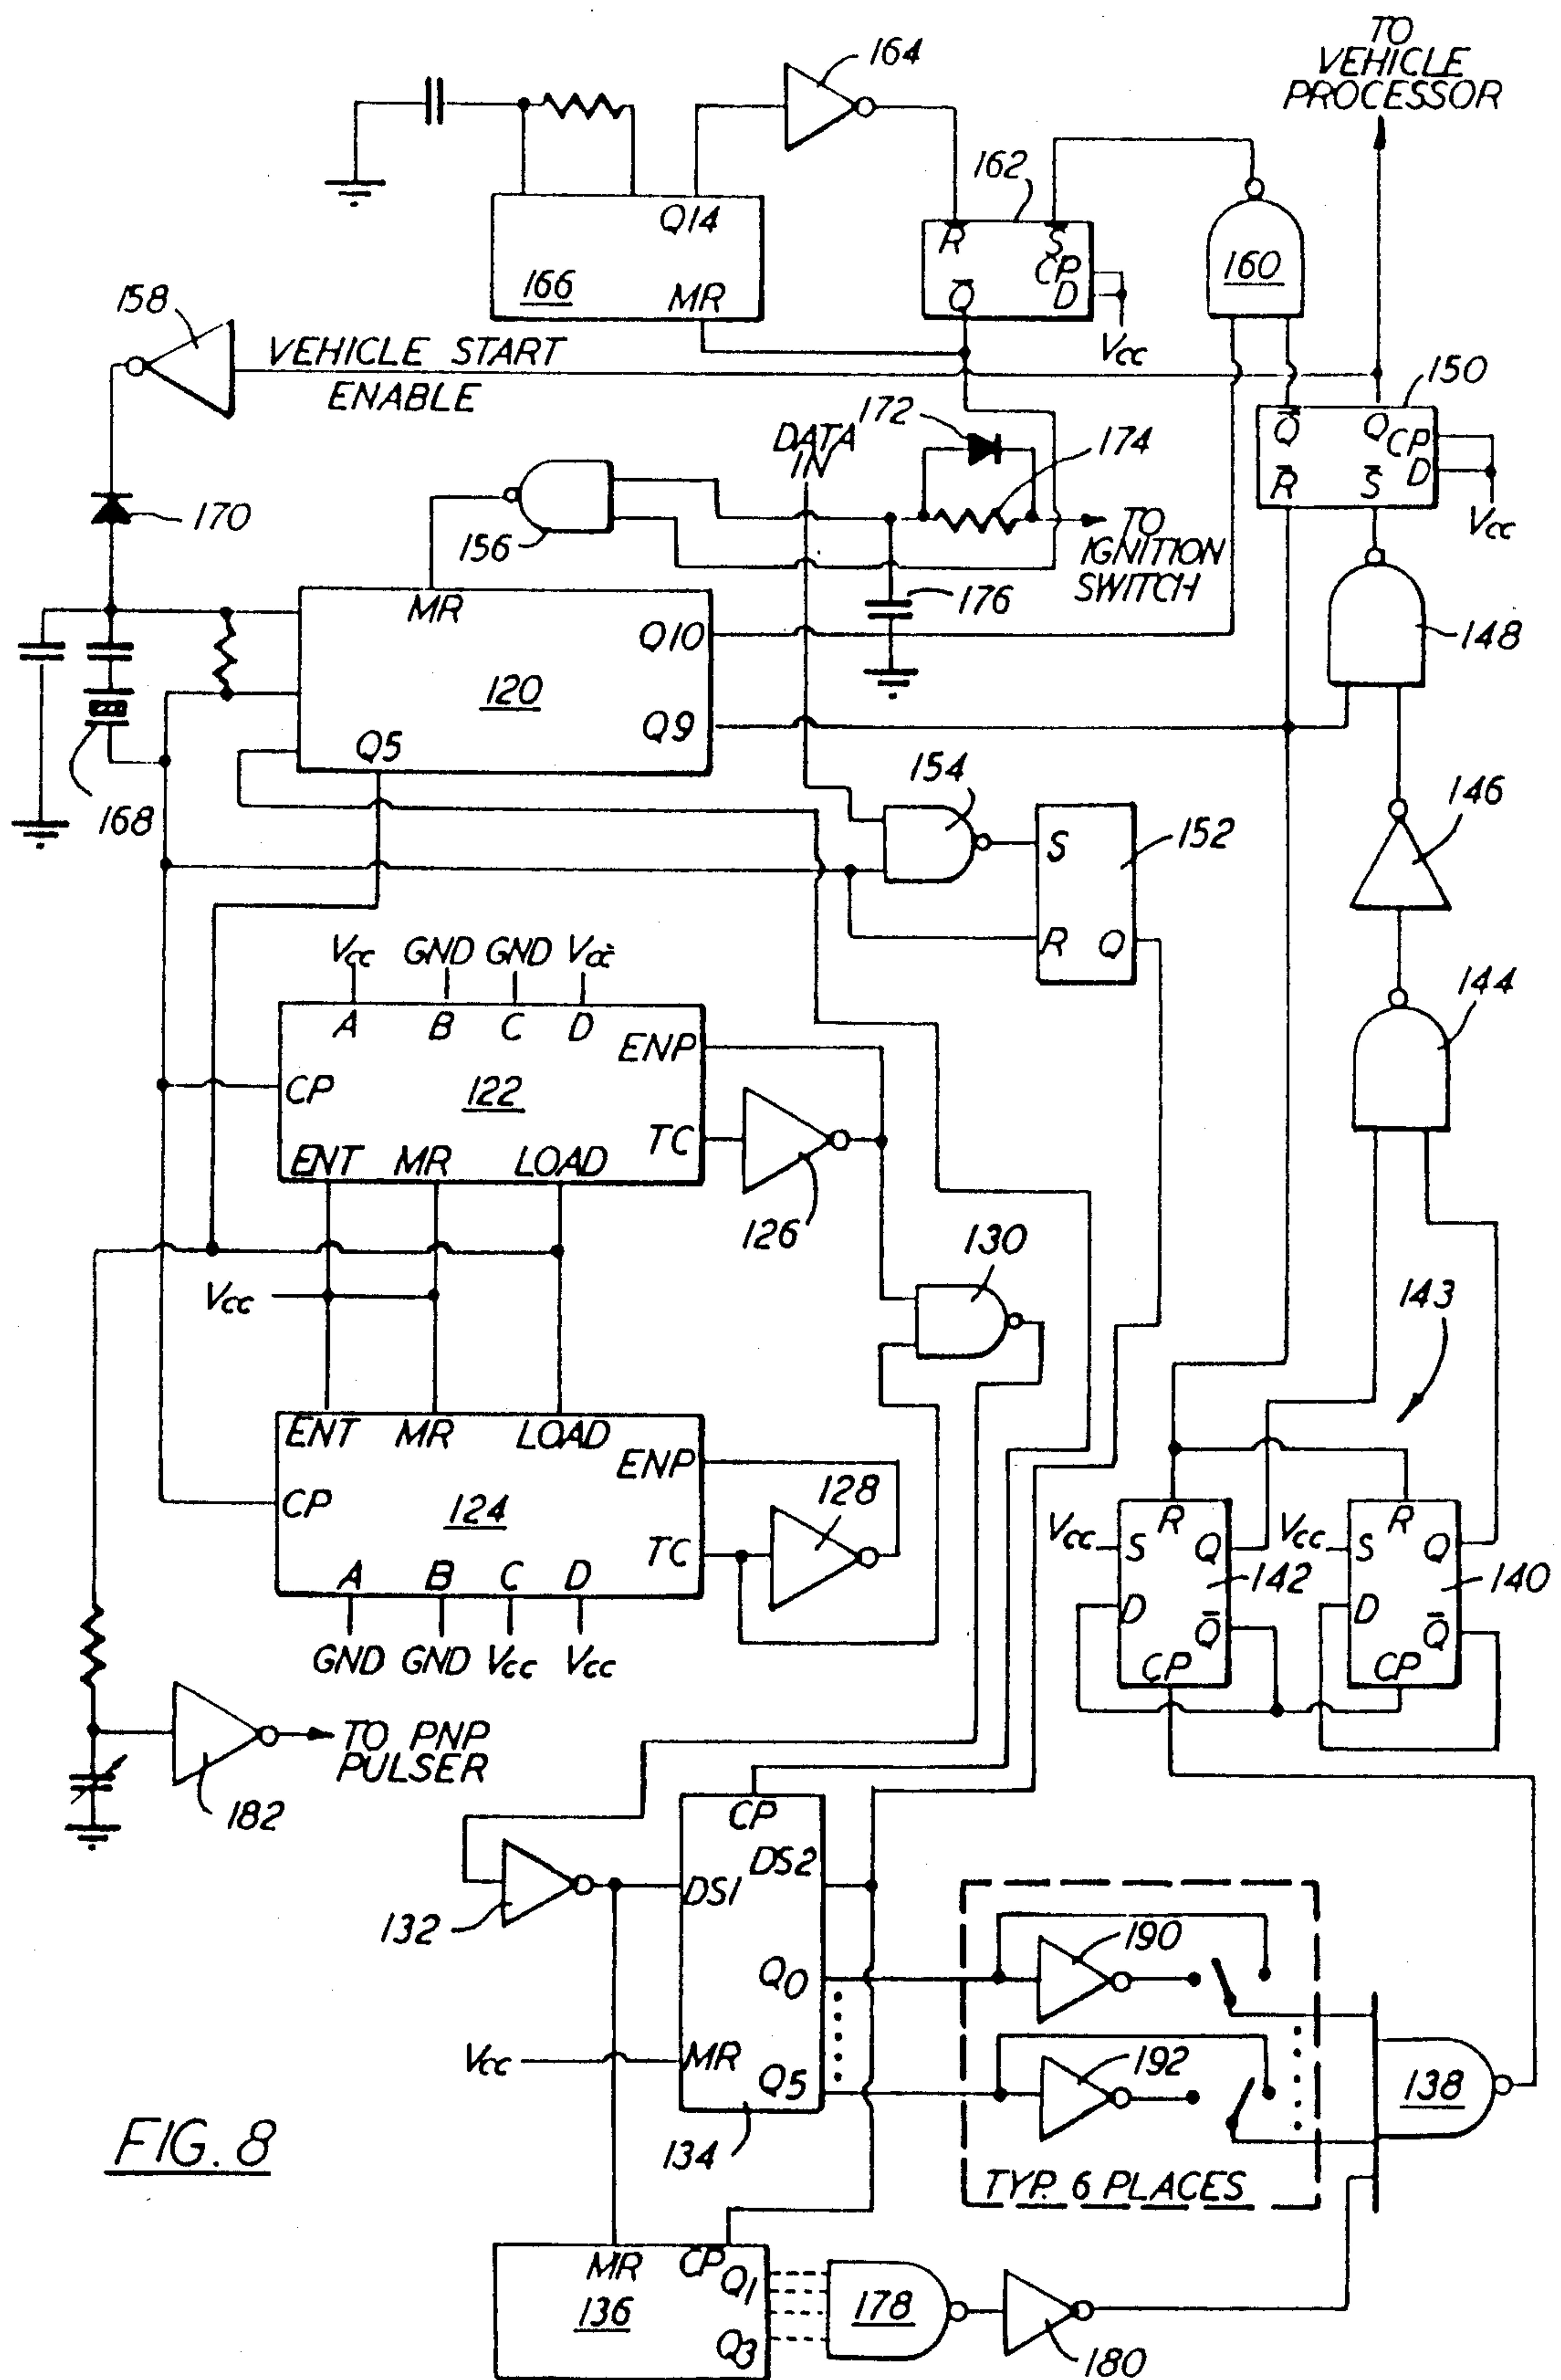 TO
VEHICLE
PROCESSOR
164
162
Q14
R
S
CP
D
Q̅
160
166
MR
158
Vcc
VEHICLE START
ENABLE
150
172
DATA
IN
174
Q̅
Q
CP
D
R̅
S̅
170
156
TO
IGNITION
SWITCH
Vcc
MR
176
Q10
148
120
Q9
Q5
154
168
146
S
152
Vcc
GND
GND
Vcc
R
Q
144
A
B
C
D
ENP
CP
122
TC
ENT
MR
LOAD
126
130
Vcc
143
ENT
MR
LOAD
ENP
128
CP
124
TC
Vcc
S
R
Q
142
Vcc
S
R
Q
140
A
B
C
D
D
Q̅
D
Q̅
GND
GND
Vcc
Vcc
CP
CP
TO PNP
PULSER
182
CP
DS2
DS1
132
190
Q0
Vcc
MR
192
Q5
138
FIG. 8
134
TYP. 6 PLACES
MR
CP
Q1
136
178
Q3
180